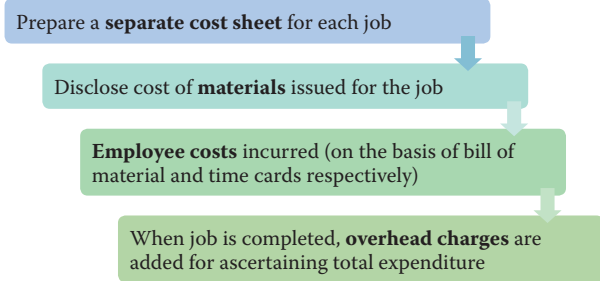 Prepare a separate cost sheet for each job
Disclose cost of materials issued for the job
Employee costs incurred (on the basis of bill of
material and time cards respectively)
When job is completed, overhead charges are
added for ascertaining total expenditure